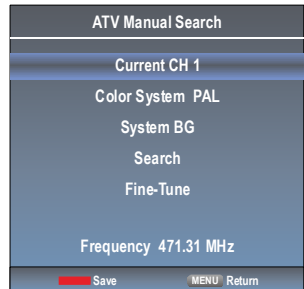 ATV Manual Search
Current CH 1
Color System PAL
System BG
Search
Fine-Tune
Frequency 471.31 MHz
Save MENU Return